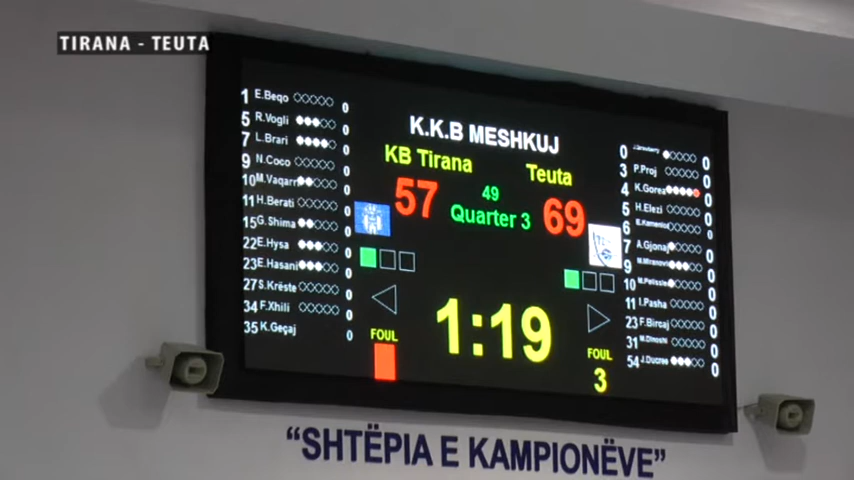 TIRANA - TEUTA
K.K.B MESHKUJ
KB Tirana
Teuta
57
49
69
Quarter 3
1:19
FOUL
FOUL
3
1 E.Beqo 0
5 R.Vogli 0
7 L.Brari 0
9 N.Coco 0
10 M.Vaqarri 0
11 H.Berati 0
15 G.Shima 0
22 E.Hysa 0
23 E.Hasani 0
27 S.Krëste 0
34 F.Xhili 0
35 K.Geçaj 0
0 0
3 P.Proj 0
4 K.Gorea 0
5 H.Elezi 0
6 0
7 A.Gjonaj 0
9 0
10 0
11 I.Pasha 0
23 F.Bircaj 0
31 0
54 J.Ducree 0
“SHTËPIA E KAMPIONËVE”